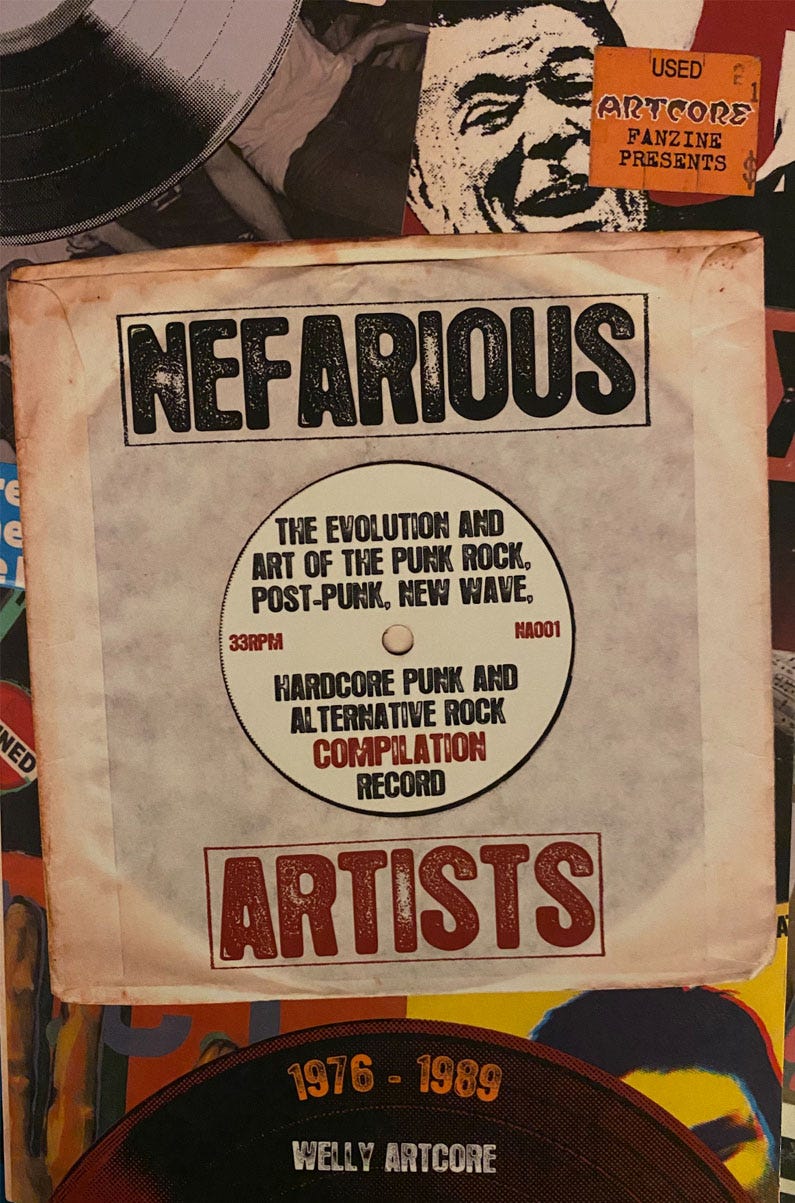 USED
ARTCORE
FANZINE
PRESENTS
$
NEFARIOUS
THE EVOLUTION AND
ART OF THE PUNK ROCK,
POST-PUNK, NEW WAVE,
33RPM
NA001
HARDCORE PUNK AND
ALTERNATIVE ROCK
COMPILATION
RECORD
ARTISTS
1976 - 1989
WELLY ARTCORE